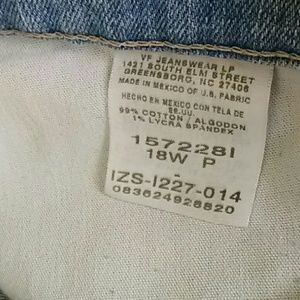 VF JEANSWEAR LP
1421 SOUTH ELM STREET
GREENSBORO, NC 27406
MADE IN MEXICO OF U.S. FABRIC
HECHO EN MEXICO CON TELA DE
EE.UU.
99% COTTON / ALGODON
1% LYCRA SPANDEX
1572281
18W P
-
IZS-1227-014
083624926820